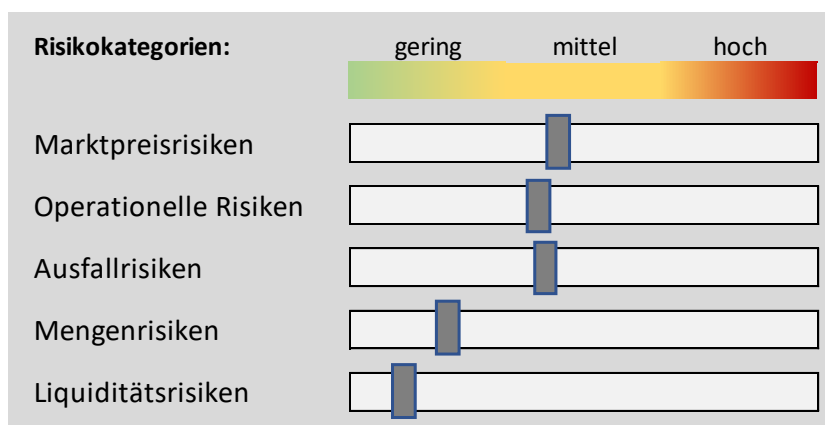 Risikokategorien: gering mittel hoch
Marktpreisrisiken
Operationelle Risiken
Ausfallrisiken
Mengenrisiken
Liquiditätsrisiken